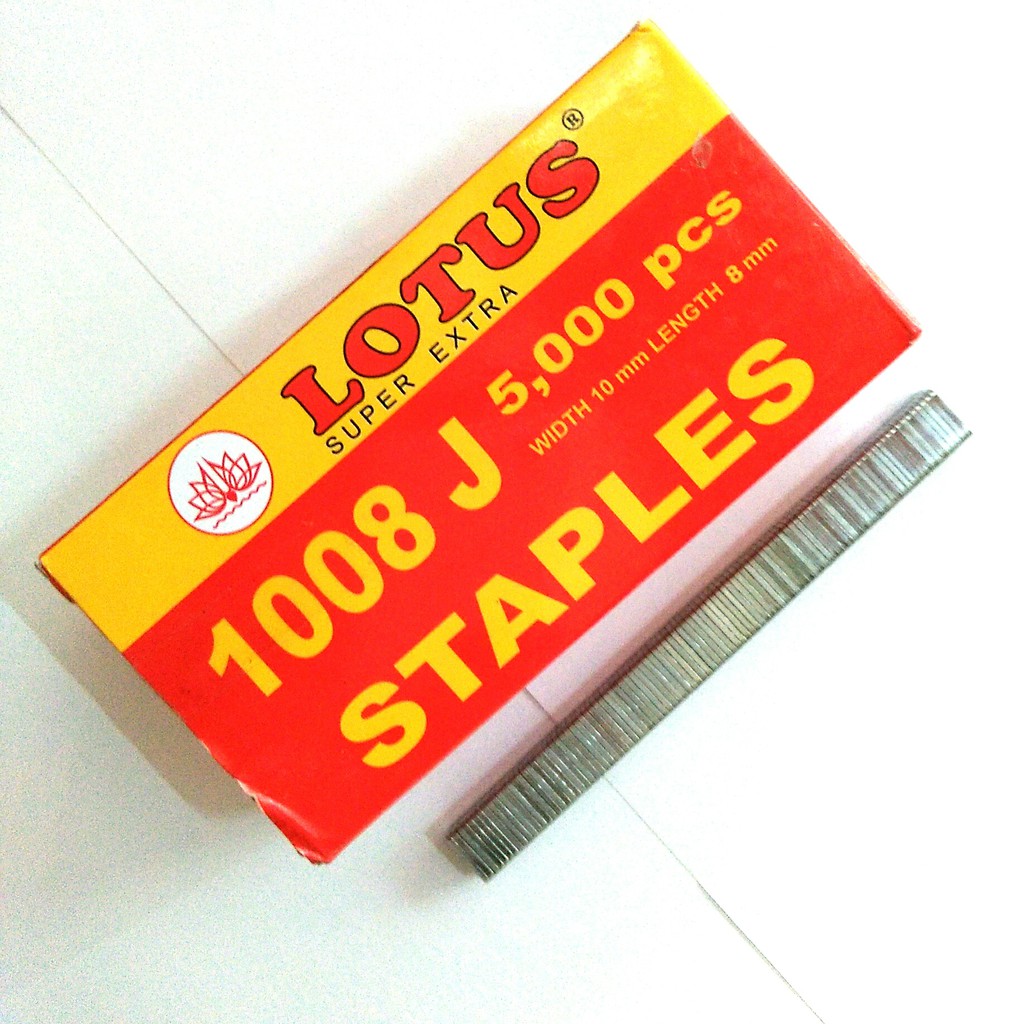 LOTUS®
SUPER EXTRA
1008 J 5,000 pcs
WIDTH 10 mm LENGTH 8 mm
STAPLES